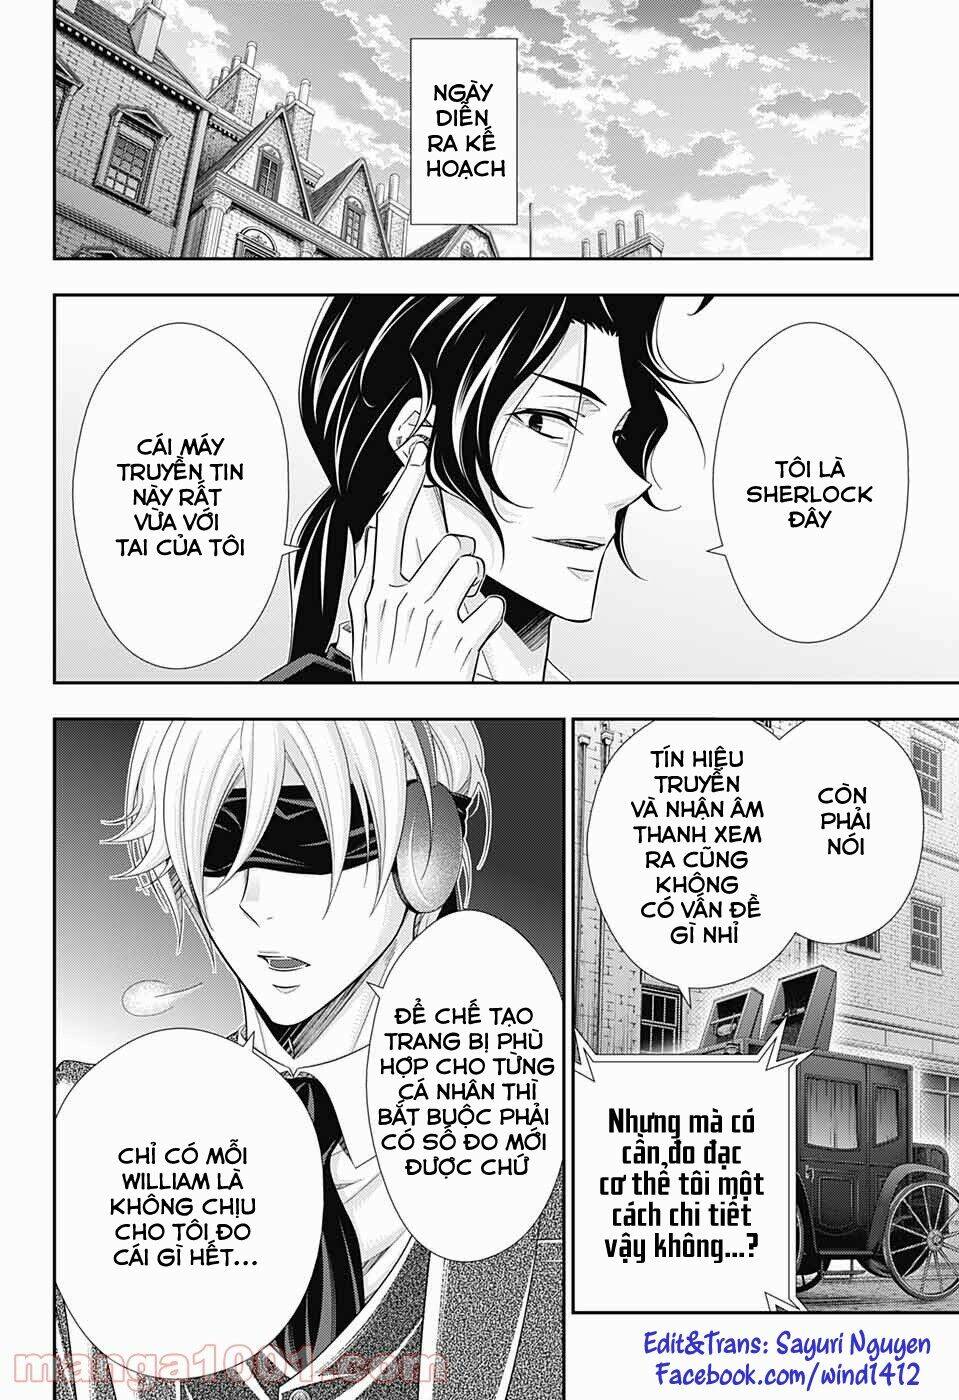 NGÀY
DIỄN
RA KẾ
HOẠCH
TÔI LÀ
SHERLOCK
ĐÂY
CÁI MÁY
TRUYỀN TIN
NÀY RẤT
VỪA VỚI
TAI CỦA TÔI
CÒN
PHẢI
NÓI
TÍN HIỆU
TRUYỀN
VÀ NHẬN ÂM
THANH XEM
RA CŨNG
KHÔNG
CÓ VẤN ĐỀ
GÌ NHỈ
Nhưng mà có
cần đo đạc
cơ thể tôi một
cách chi tiết
vậy không...?
ĐỂ CHẾ TẠO
TRANG BỊ PHÙ
HỢP CHO TỪNG
CÁ NHÂN THÌ
BẮT BUỘC PHẢI
CÓ SỐ ĐO MỚI
ĐƯỢC CHỨ
CHỈ CÓ MỖI
WILLIAM LÀ
KHÔNG CHỊU
CHO TÔI ĐO
CÁI GÌ HẾT...
manga1001.com
Edit&Trans: Sayuri Nguyen
Facebook.com/wind1412